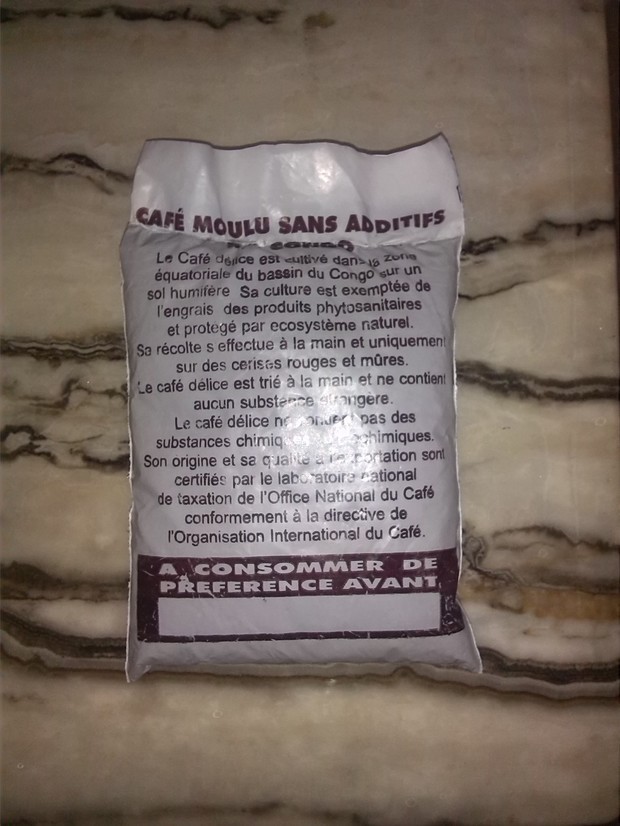 CAFÉ MOULU SANS ADDITIFS
CONGO
Le Café délice est cultivé dans la zone
équatoriale du bassin du Congo sur un
sol humifère Sa culture est exemptée de
l'engrais des produits phytosanitaires
et protegé par ecosystème naturel.
Sa récolte s effectue à la main et uniquement
sur des cerises rouges et mûres.
Le café délice est trié à la main et ne contient
aucun substance etrangère.
Le café délice ne contient pas des
substances
Son origine et sa qualité à l'exportation sont
certifiés par le laboratoire national
de taxation de l'Office National du Café
conformement à la directive de
l'Organisation International du Café.
A CONSOMMER DE
PREFERENCE AVANT